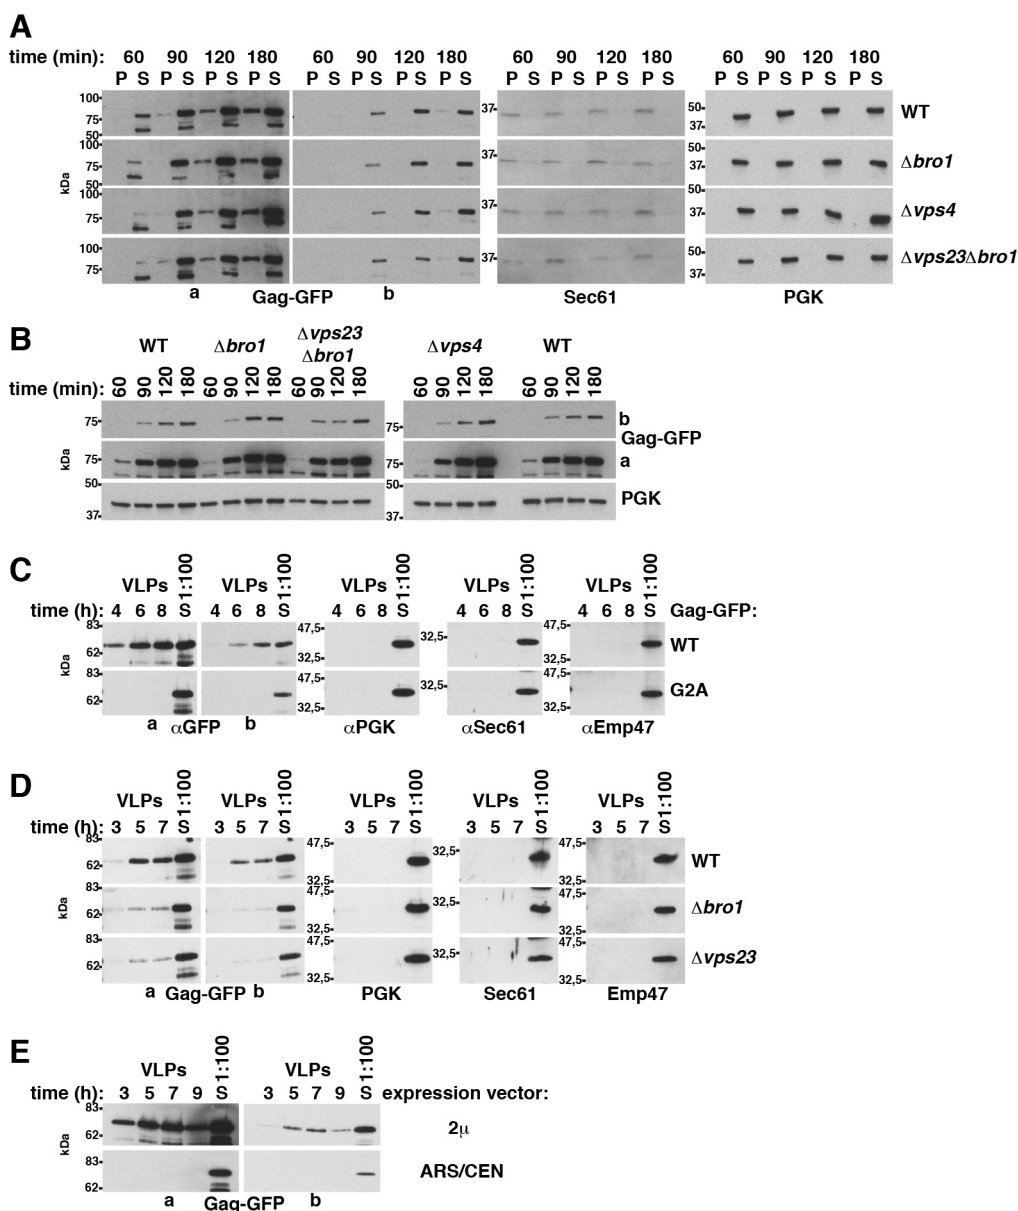 A
time (min): 60 90 120 180 60 90 120 180 60 90 120 180 60 90 120 180
P S P S P S P S P S P S P S P S P S P S P S P S P S P S P S P S
100 75 50 37 50 37 WT
100 75 50 37 50 37 Δbro1
100 75 37 50 37 Δvps4
100 75 37 50 37 Δvps23Δbro1
kDa
a Gag-GFP b Sec61 PGK
B
WT Δbro1 Δvps23 Δbro1 Δvps4 WT
time (min): 60 90 120 180 60 90 120 180 60 90 120 180 60 90 120 180 60 90 120 180
75 75 b
Gag-GFP
75 75 a
kDa
50 37 50 37 PGK
C
VLPs S 1:100 VLPs S 1:100 VLPs S 1:100 VLPs S 1:100 VLPs S 1:100
time (h): 4 6 8 4 6 8 4 6 8 4 6 8 4 6 8 Gag-GFP:
83 62 47,5 32,5 32,5 47,5 32,5 WT
83 62 47,5 32,5 32,5 47,5 32,5 G2A
kDa
a αGFP b αPGK αSec61 αEmp47
D
VLPs S 1:100 VLPs S 1:100 VLPs S 1:100 VLPs S 1:100 VLPs S 1:100
time (h): 3 5 7 3 5 7 3 5 7 3 5 7 3 5 7
83 62 47,5 32,5 32,5 47,5 32,5 WT
83 62 47,5 32,5 32,5 47,5 32,5 Δbro1
83 62 47,5 32,5 32,5 47,5 32,5 Δvps23
kDa
a Gag-GFP b PGK Sec61 Emp47
E
VLPs S 1:100 VLPs S 1:100
time (h): 3 5 7 9 3 5 7 9 expression vector:
83 62 2μ
83 62 ARS/CEN
kDa
a Gag-GFP b